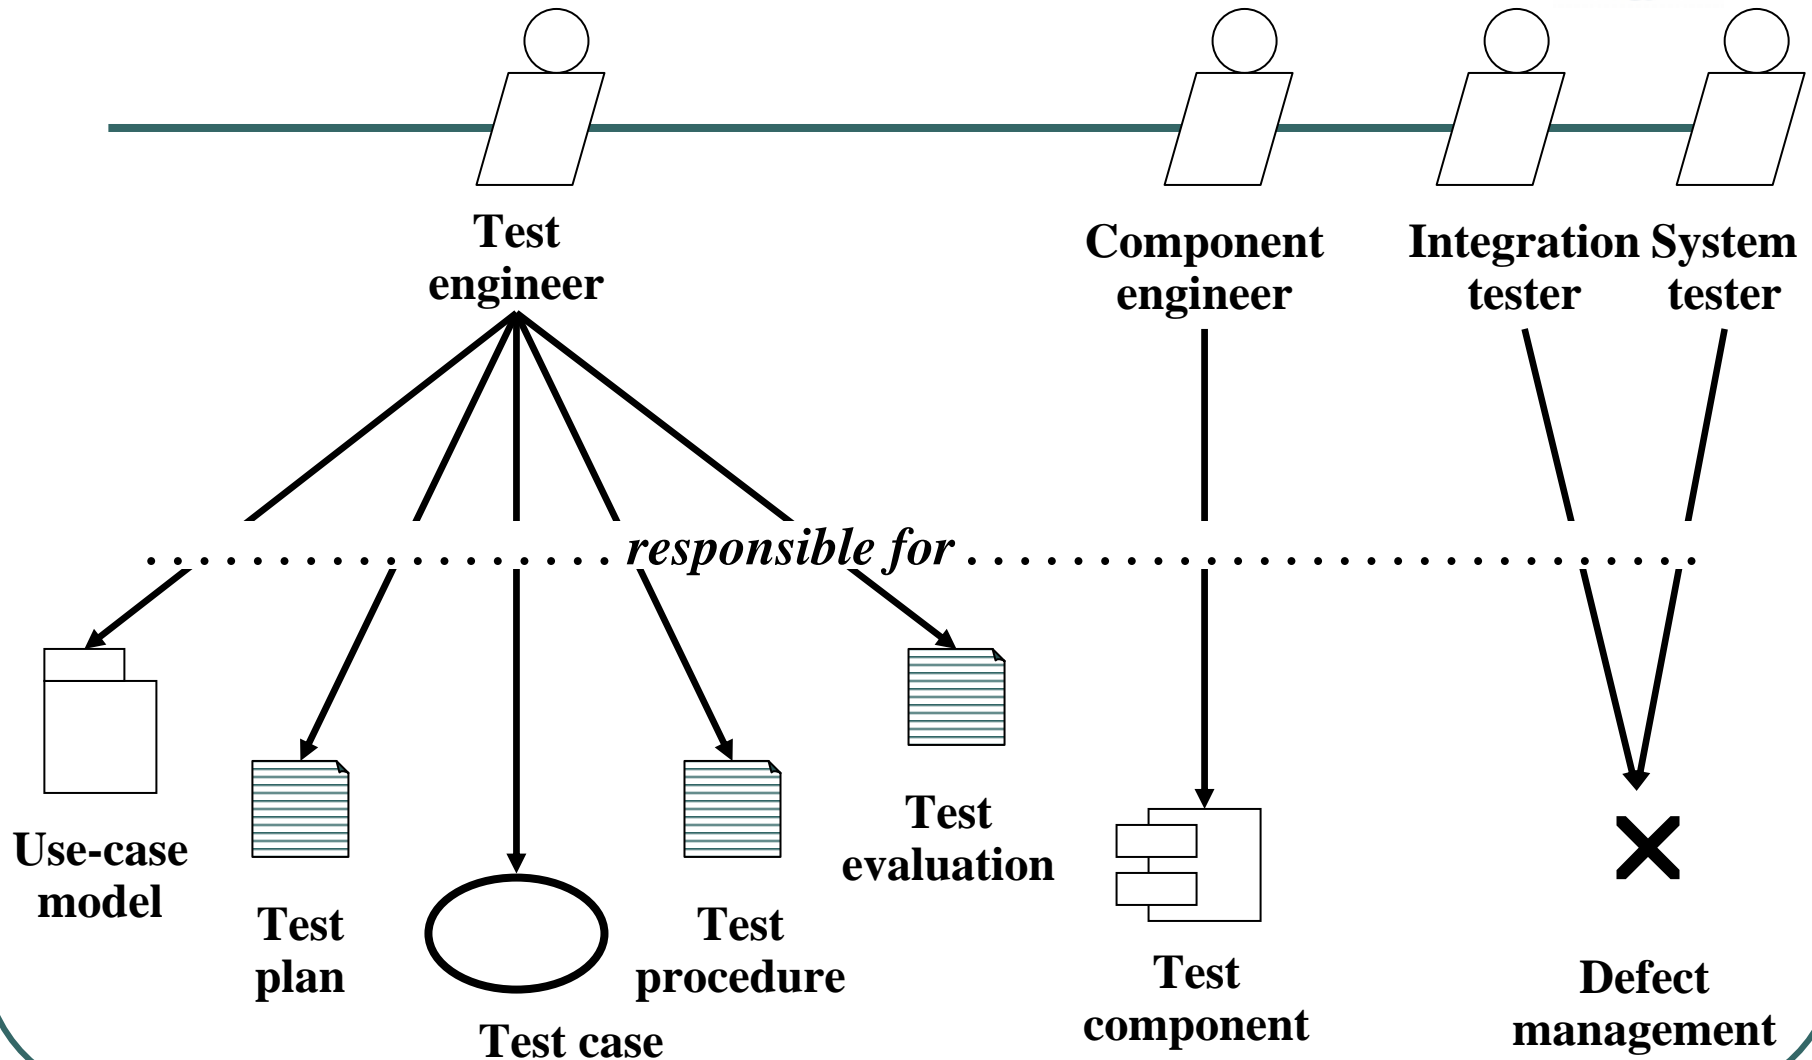 Test
engineer
Component
engineer
Integration
tester
System
tester
responsible for
Use-case
model
Test
plan
Test case
Test
procedure
Test
evaluation
Test
component
Defect
management